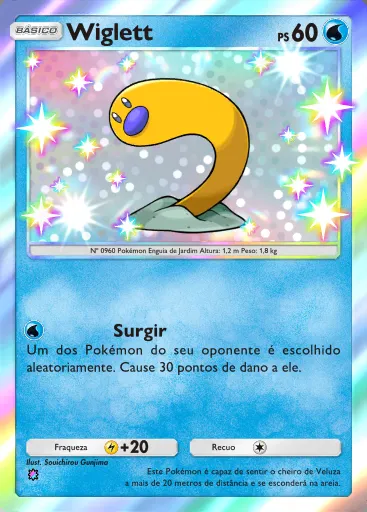 BÁSICO Wiglett PS 60
Nº 0960 Pokémon Enguia de Jardim Altura: 1,2 m Peso: 1,8 kg
Surgir
Um dos Pokémon do seu oponente é escolhido
aleatoriamente. Cause 30 pontos de dano a ele.
Fraqueza +20 Recuo
Ilust. Souichirou Gunjima
Este Pokémon é capaz de sentir o cheiro de Veluza
a mais de 20 metros de distância e se esconderá na areia.